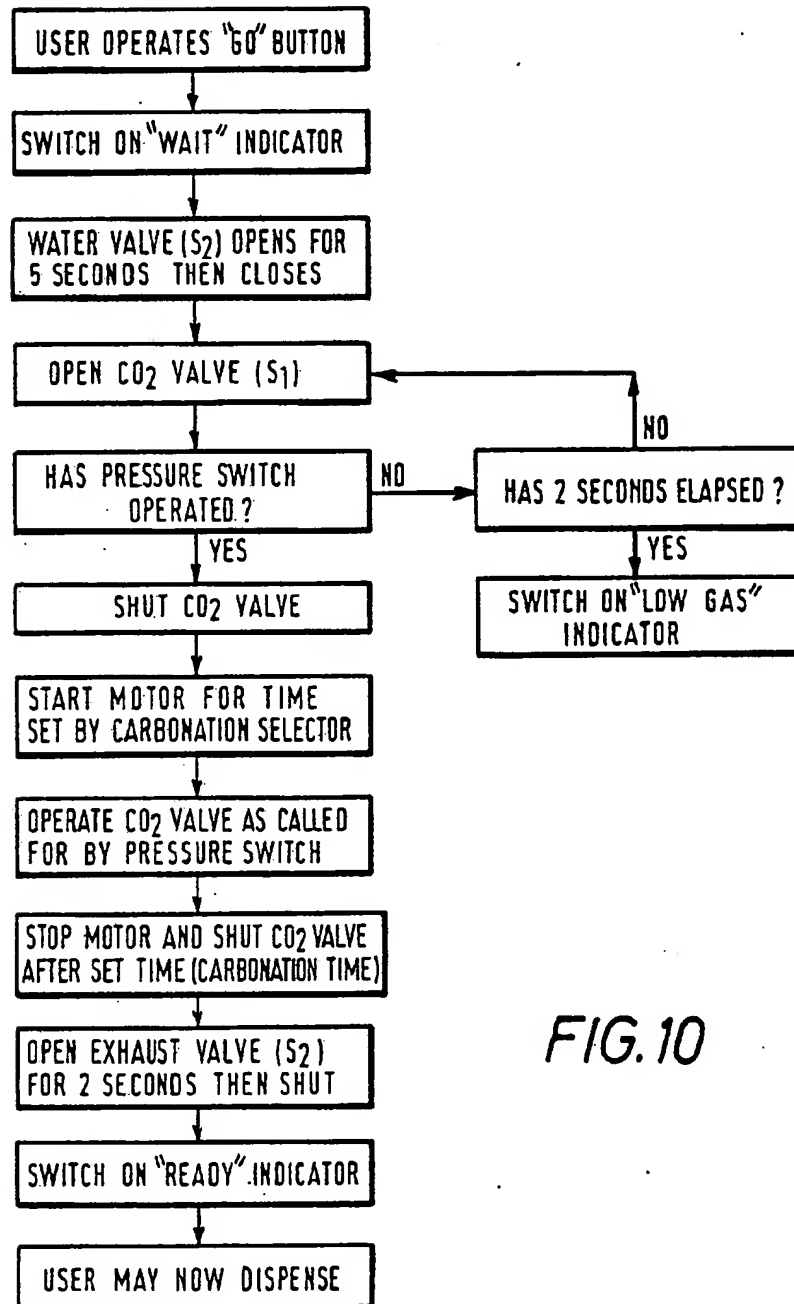 USER OPERATES "GO" BUTTON
SWITCH ON "WAIT" INDICATOR
WATER VALVE (S2) OPENS FOR
5 SECONDS THEN CLOSES
OPEN CO2 VALVE (S1)
HAS PRESSURE SWITCH
OPERATED?
NO
HAS 2 SECONDS ELAPSED?
NO
YES
SWITCH ON "LOW GAS"
INDICATOR
YES
SHUT CO2 VALVE
START MOTOR FOR TIME
SET BY CARBONATION SELECTOR
OPERATE CO2 VALVE AS CALLED
FOR BY PRESSURE SWITCH
STOP MOTOR AND SHUT CO2 VALVE
AFTER SET TIME (CARBONATION TIME)
OPEN EXHAUST VALVE (S2)
FOR 2 SECONDS THEN SHUT
SWITCH ON "READY" INDICATOR
USER MAY NOW DISPENSE
FIG. 10